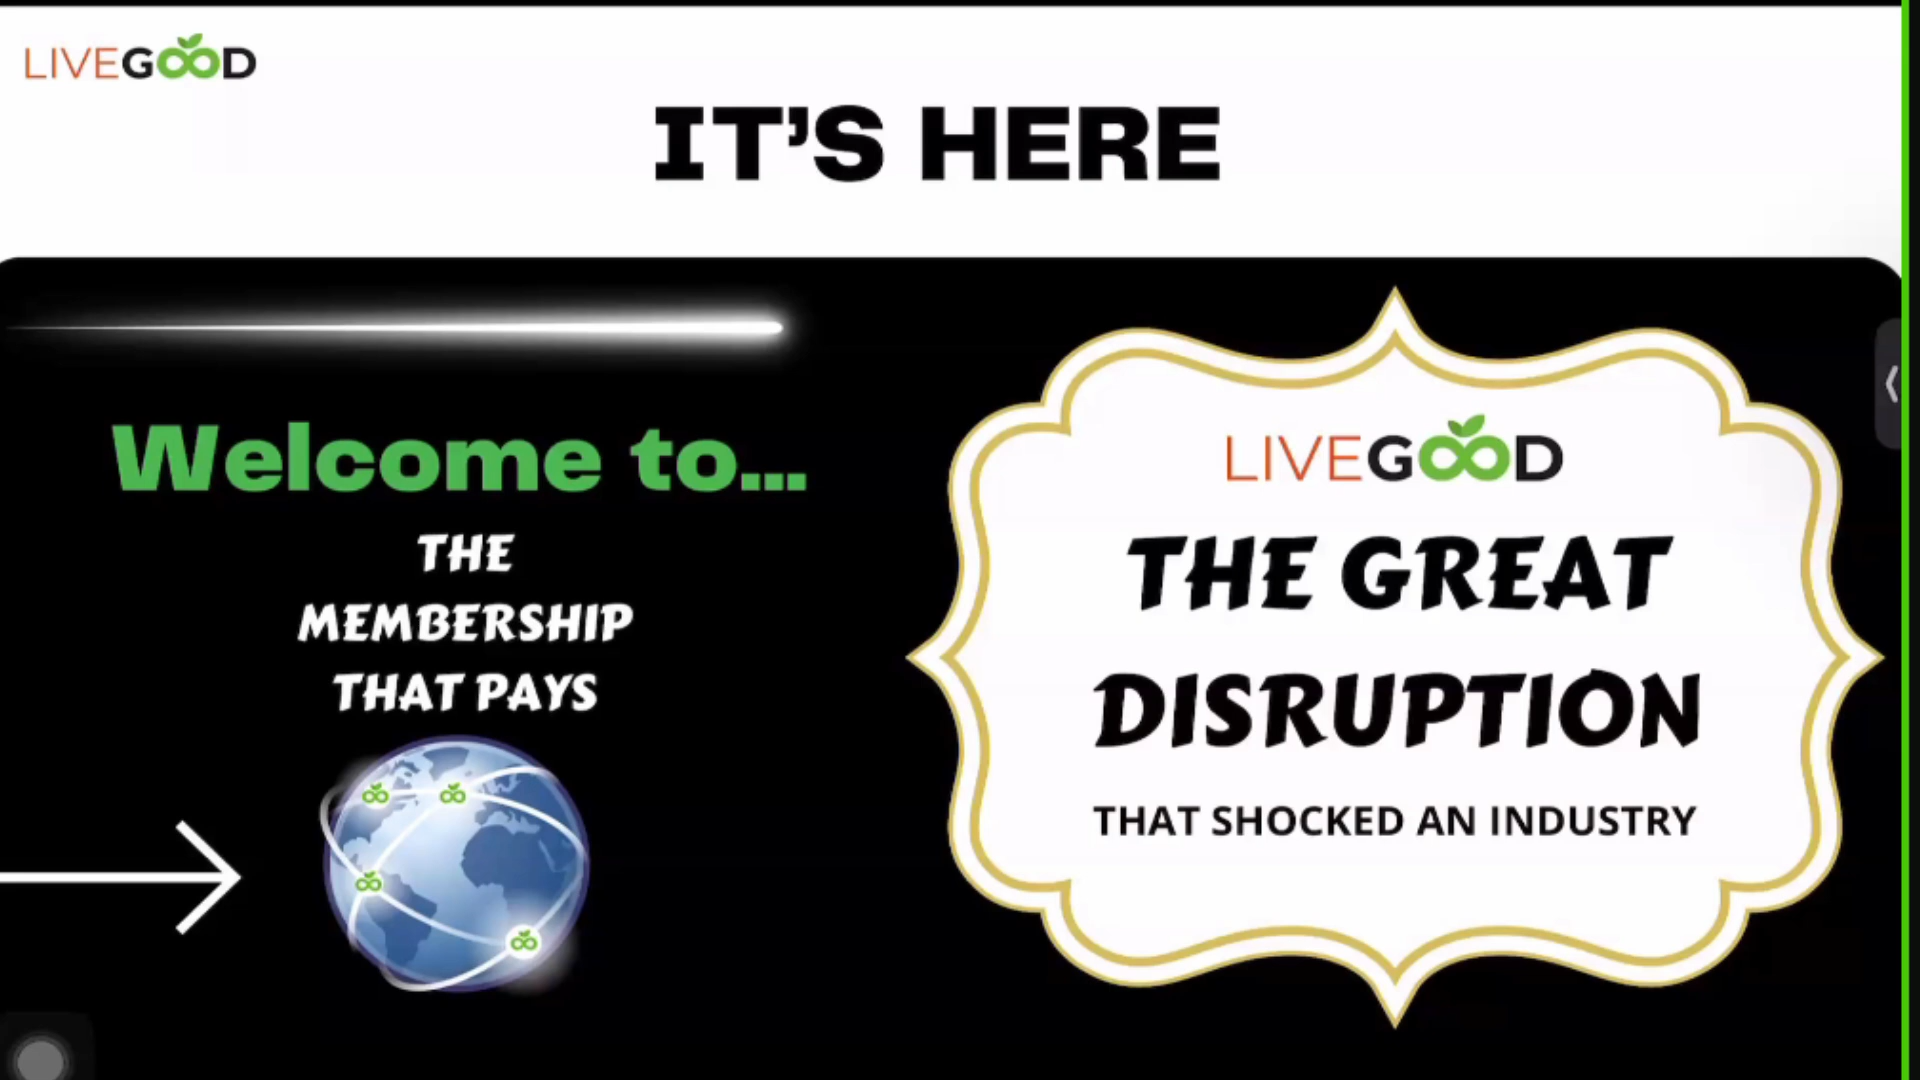 LIVEGOOD
IT'S HERE
Welcome to...
THE
MEMBERSHIP
THAT PAYS
LIVEGOOD
THE GREAT
DISRUPTION
THAT SHOCKED AN INDUSTRY